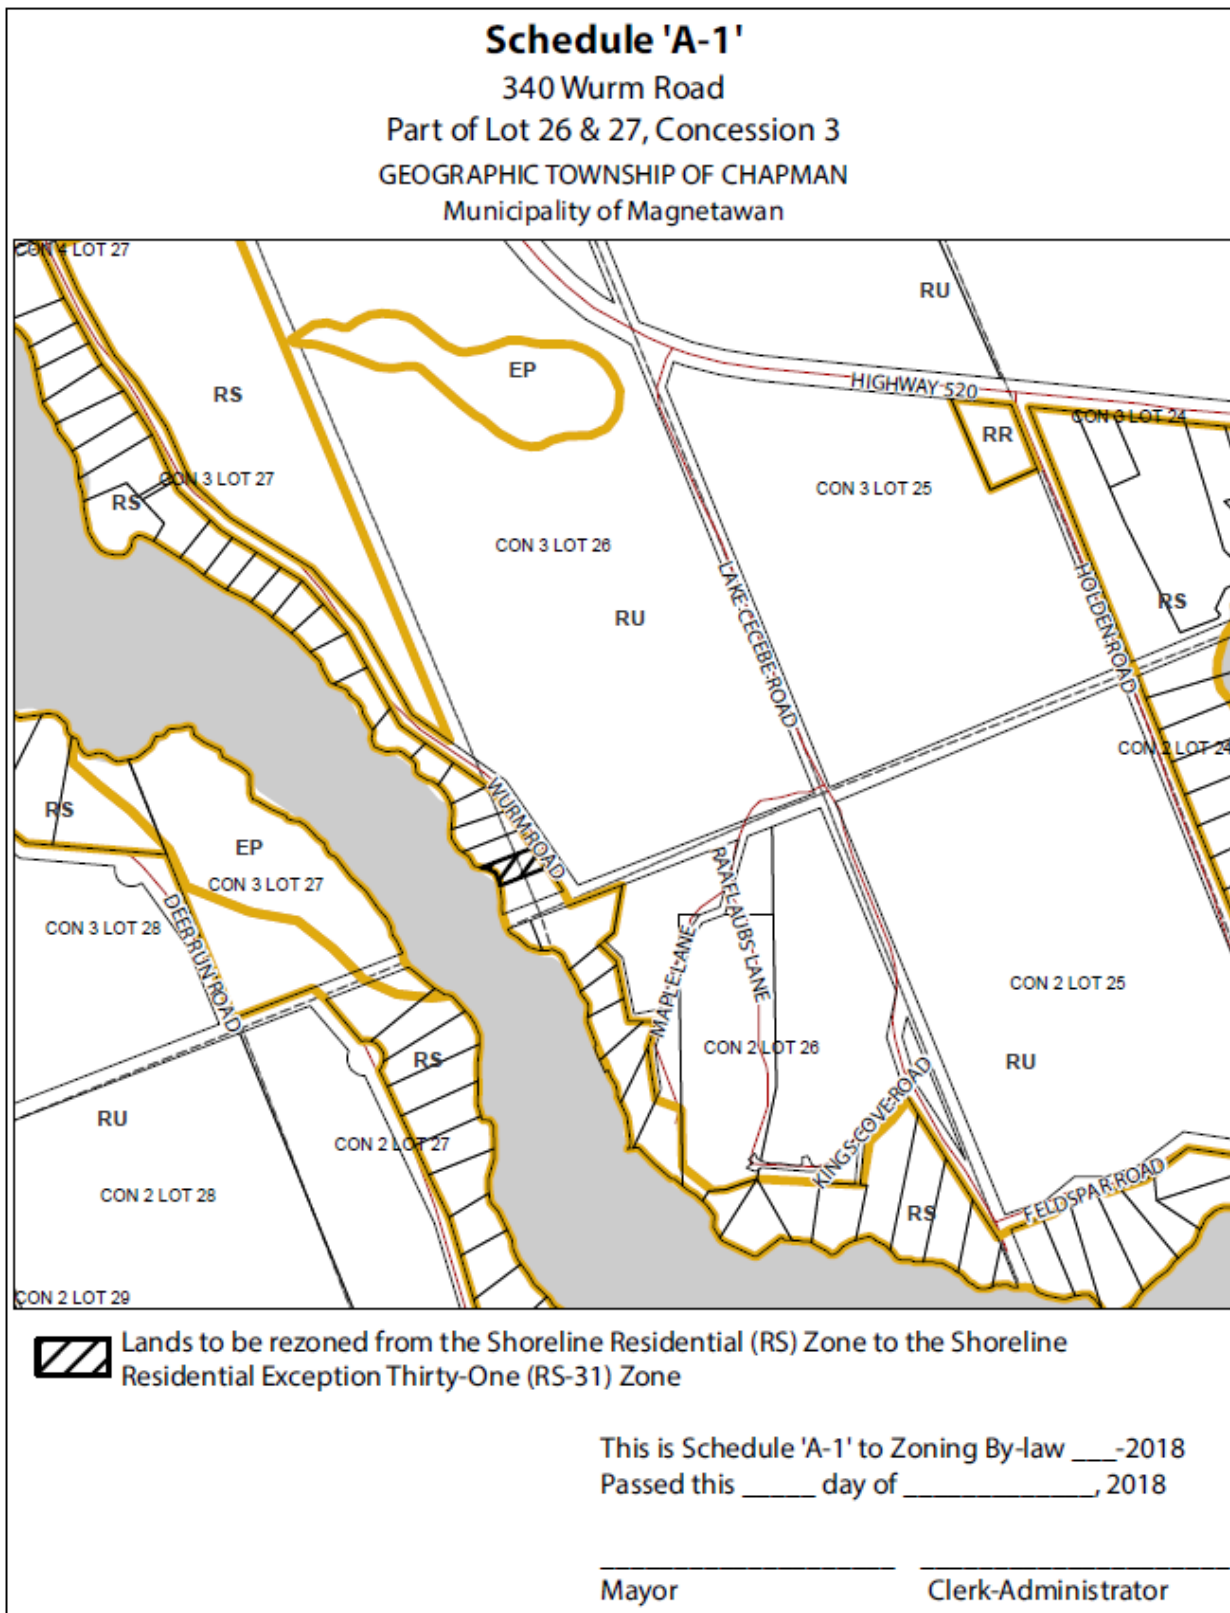 Schedule 'A-1'
340 Wurm Road
Part of Lot 26 & 27, Concession 3
GEOGRAPHIC TOWNSHIP OF CHAPMAN
Municipality of Magnetawan
CON 4 LOT 27
RU
EP
HIGHWAY 520
RS
CON 3 LOT 24
RR
CON 3 LOT 27
CON 3 LOT 25
RS
CON 3 LOT 26
HOLDEN ROAD
RS
RU
LAKE CECEBE ROAD
CON 2 LOT 24
RS
WURM ROAD
EP
RAAFLAUBS LANE
CON 3 LOT 27
DEER RUN ROAD
CON 3 LOT 28
MAPLE LANE
CON 2 LOT 25
CON 2 LOT 26
RS
RU
KINGS COVE ROAD
RU
CON 2 LOT 27
CON 2 LOT 28
FELDSPAR ROAD
RS
CON 2 LOT 29
Lands to be rezoned from the Shoreline Residential (RS) Zone to the Shoreline
Residential Exception Thirty-One (RS-31) Zone
This is Schedule 'A-1' to Zoning By-law ___-2018
Passed this _____ day of _____________, 2018
Mayor
Clerk-Administrator